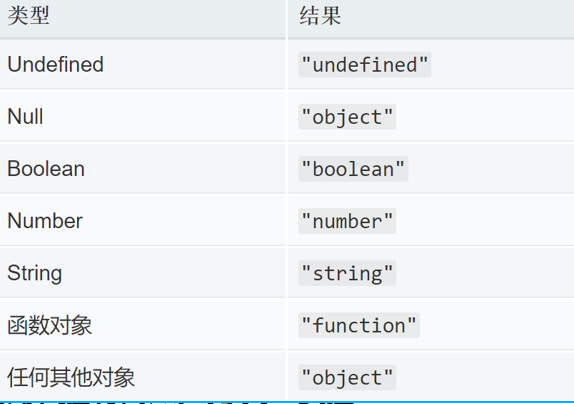 类型 结果
Undefined "undefined"
Null "object"
Boolean "boolean"
Number "number"
String "string"
函数对象 "function"
任何其他对象 "object"